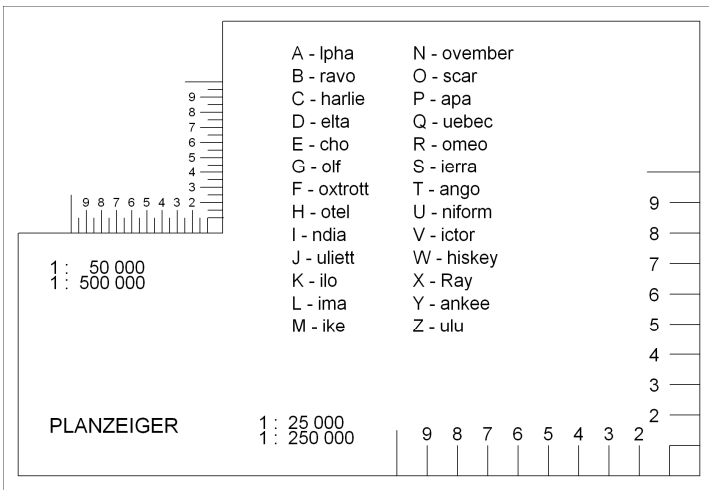 A - lpha
B - ravo
C - harlie
D - elta
E - cho
G - olf
F - oxtrott
H - otel
I - ndia
J - uliett
K - ilo
L - ima
M - ike
N - ovember
O - scar
P - apa
Q - uebec
R - omeo
S - ierra
T - ango
U - niform
V - ictor
W - hiskey
X - Ray
Y - ankee
Z - ulu
9
8
7
6
5
4
3
2
9 8 7 6 5 4 3 2
1 : 50 000
1 : 500 000
9
8
7
6
5
4
3
2
PLANZEIGER
1 : 25 000
1 : 250 000
9 8 7 6 5 4 3 2